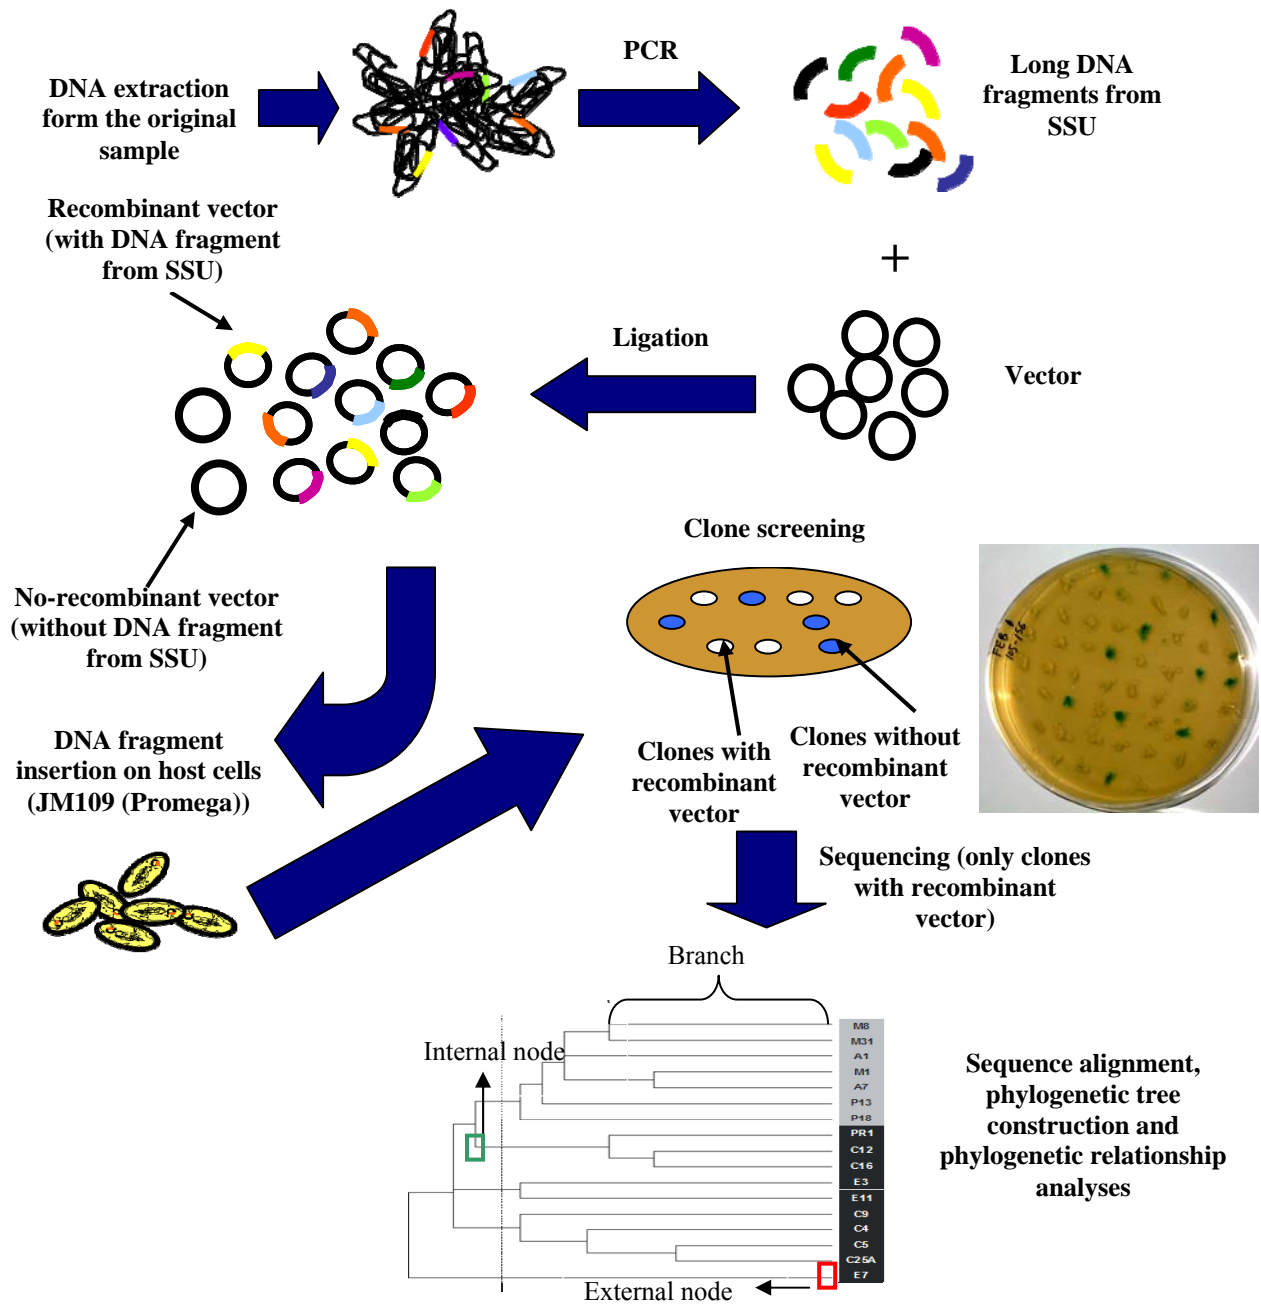 DNA extraction
form the original
sample
PCR
Long DNA
fragments from
SSU
Recombinant vector
(with DNA fragment
from SSU)
+
Ligation
Vector
No-recombinant vector
(without DNA fragment
from SSU)
Clone screening
FEB
105-156
DNA fragment
insertion on host cells
(JM109 (Promega))
Clones with
recombinant
vector
Clones without
recombinant
vector
Sequencing (only clones
with recombinant
vector)
Branch
Internal node
M8
M31
A1
M1
A7
P13
P18
PR1
C12
C16
E3
E11
C9
C4
C5
C25A
E7
External node
Sequence alignment,
phylogenetic tree
construction and
phylogenetic relationship
analyses